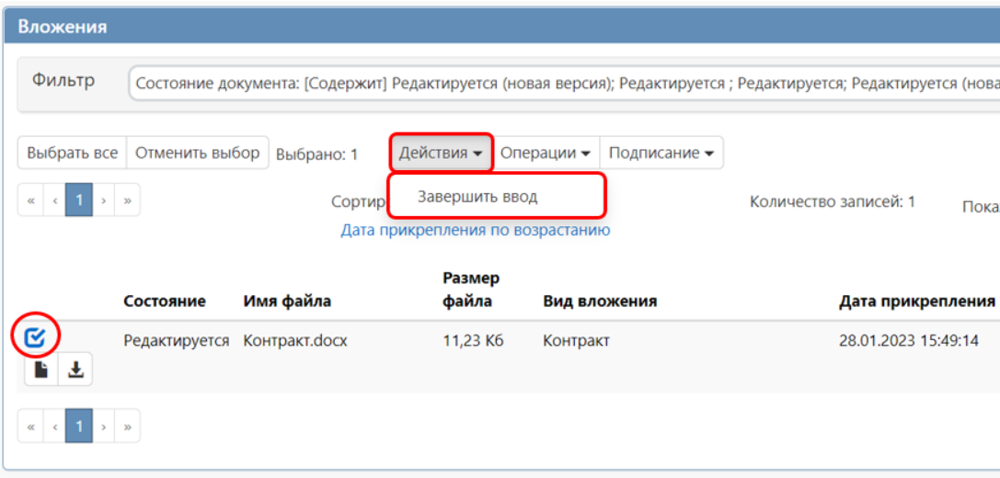 Вложения
Фильтр
Состояние документа: [Содержит] Редактируется (новая версия); Редактируется ; Редактируется; Редактируется (нова
Выбрать все Отменить выбор Выбрано: 1 Действия Операции Подписание
« ‹ 1 › » Сортир Завершить ввод Количество записей: 1 Пока
Дата прикрепления по возрастанию
Состояние Имя файла Размер файла Вид вложения Дата прикрепления
Редактируется Контракт.docx 11,23 Кб Контракт 28.01.2023 15:49:14
« ‹ 1 › »